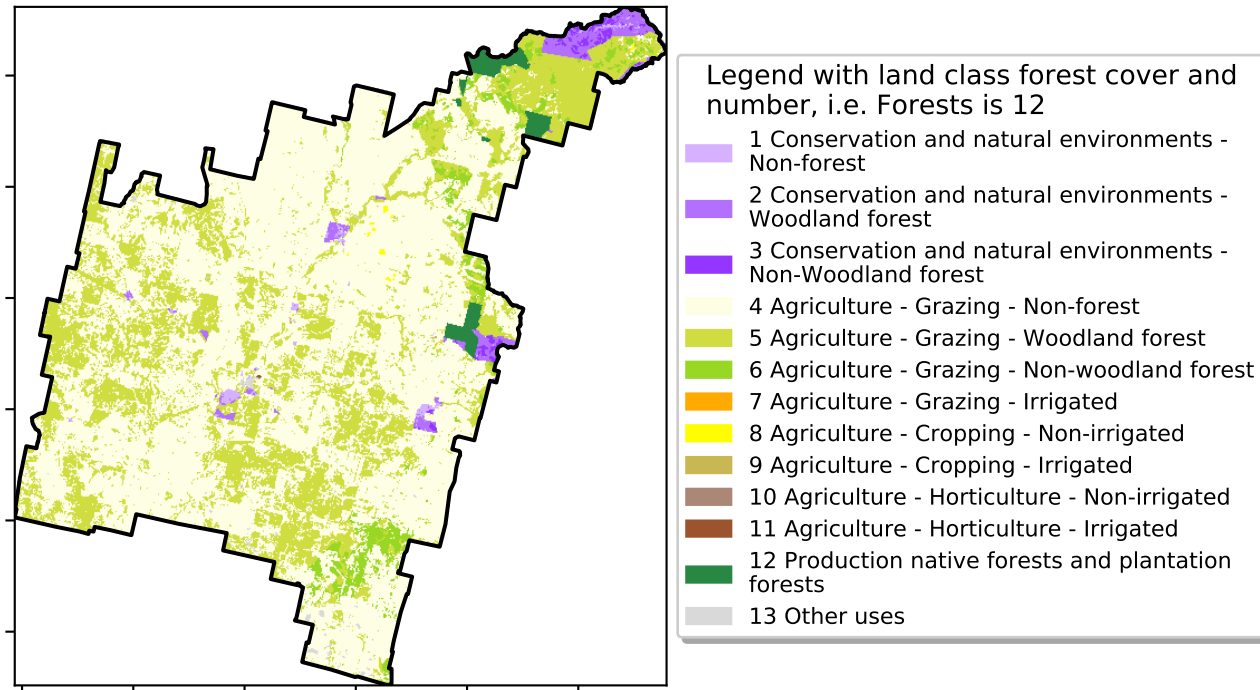 Legend with land class forest cover and
number, i.e. Forests is 12
1 Conservation and natural environments -
Non-forest
2 Conservation and natural environments -
Woodland forest
3 Conservation and natural environments -
Non-Woodland forest
4 Agriculture - Grazing - Non-forest
5 Agriculture - Grazing - Woodland forest
6 Agriculture - Grazing - Non-woodland forest
7 Agriculture - Grazing - Irrigated
8 Agriculture - Cropping - Non-irrigated
9 Agriculture - Cropping - Irrigated
10 Agriculture - Horticulture - Non-irrigated
11 Agriculture - Horticulture - Irrigated
12 Production native forests and plantation
forests
13 Other uses